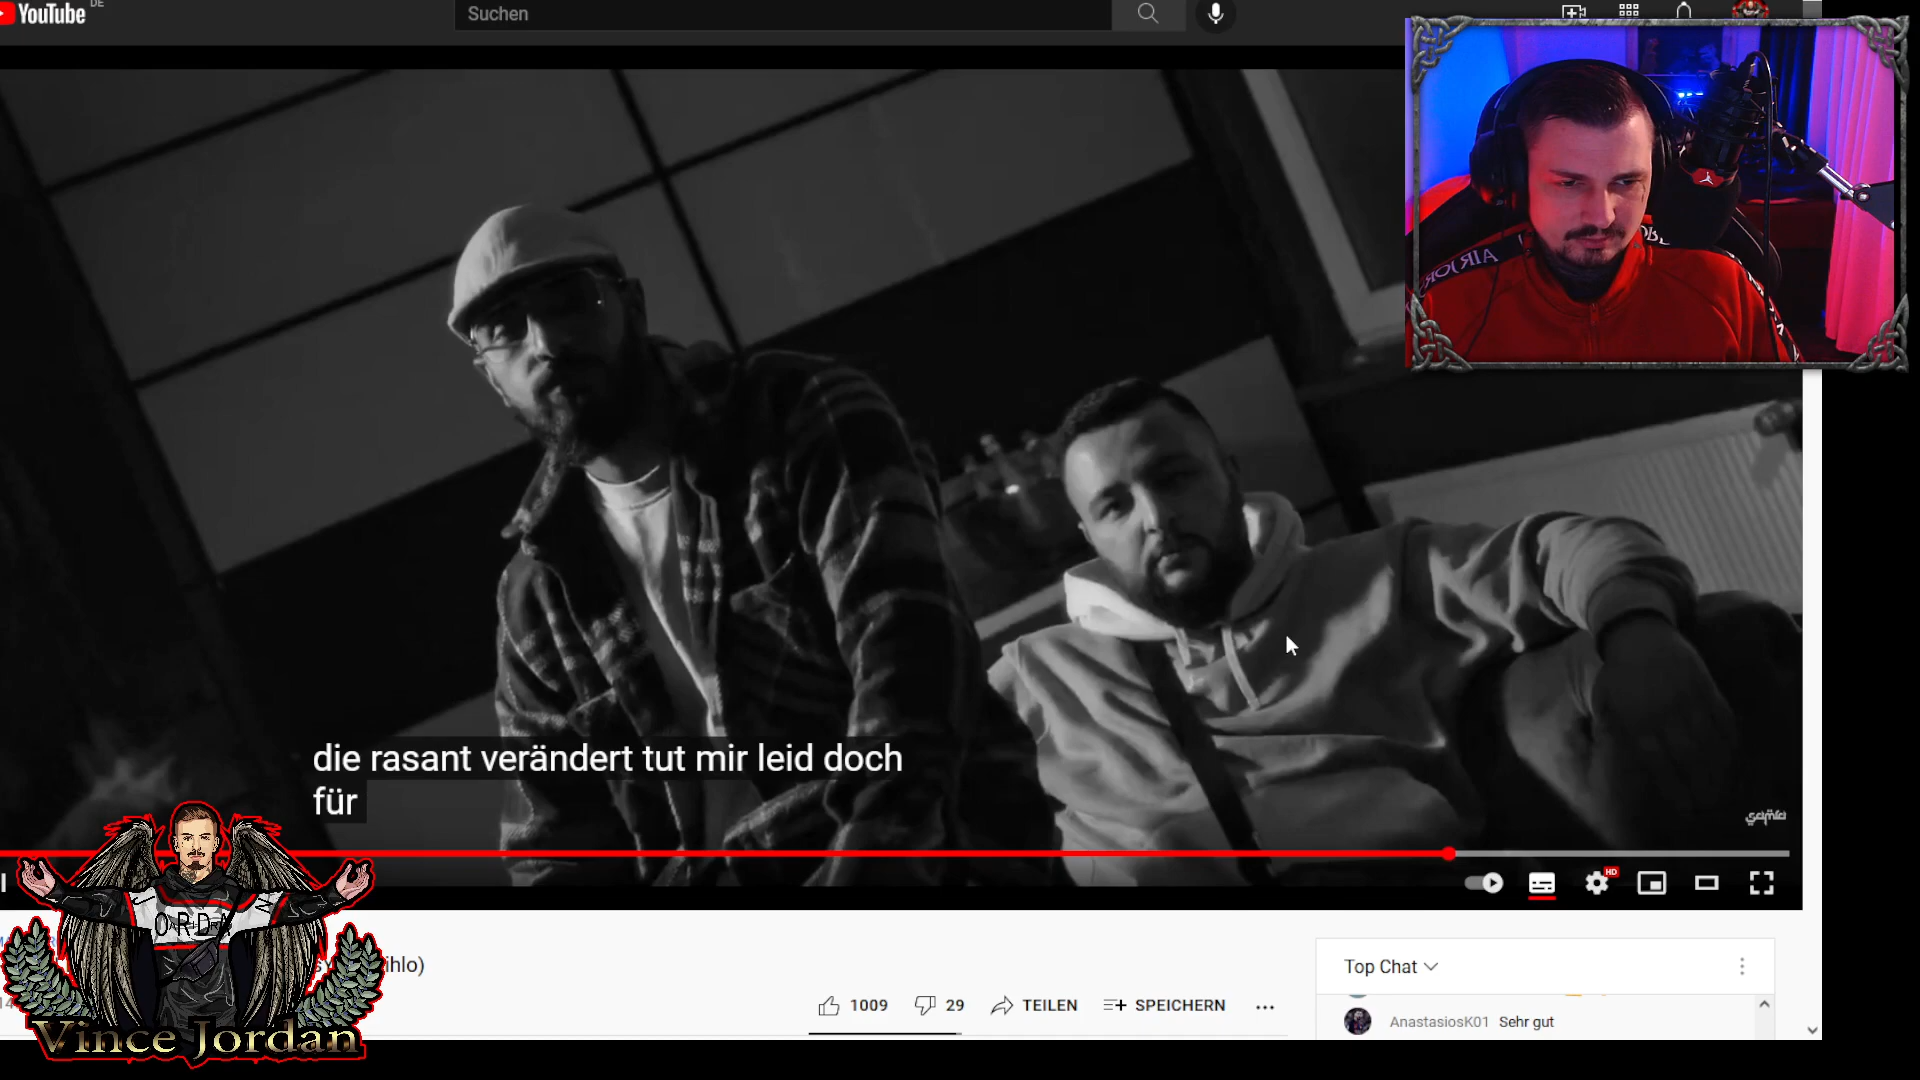 YouTube
DE
Suchen
die rasant verändert tut mir leid doch
für
HD
ihlo)
1009
29
TEILEN
SPEICHERN
Top Chat
AnastasiosK01 Sehr gut
Vince Jordan